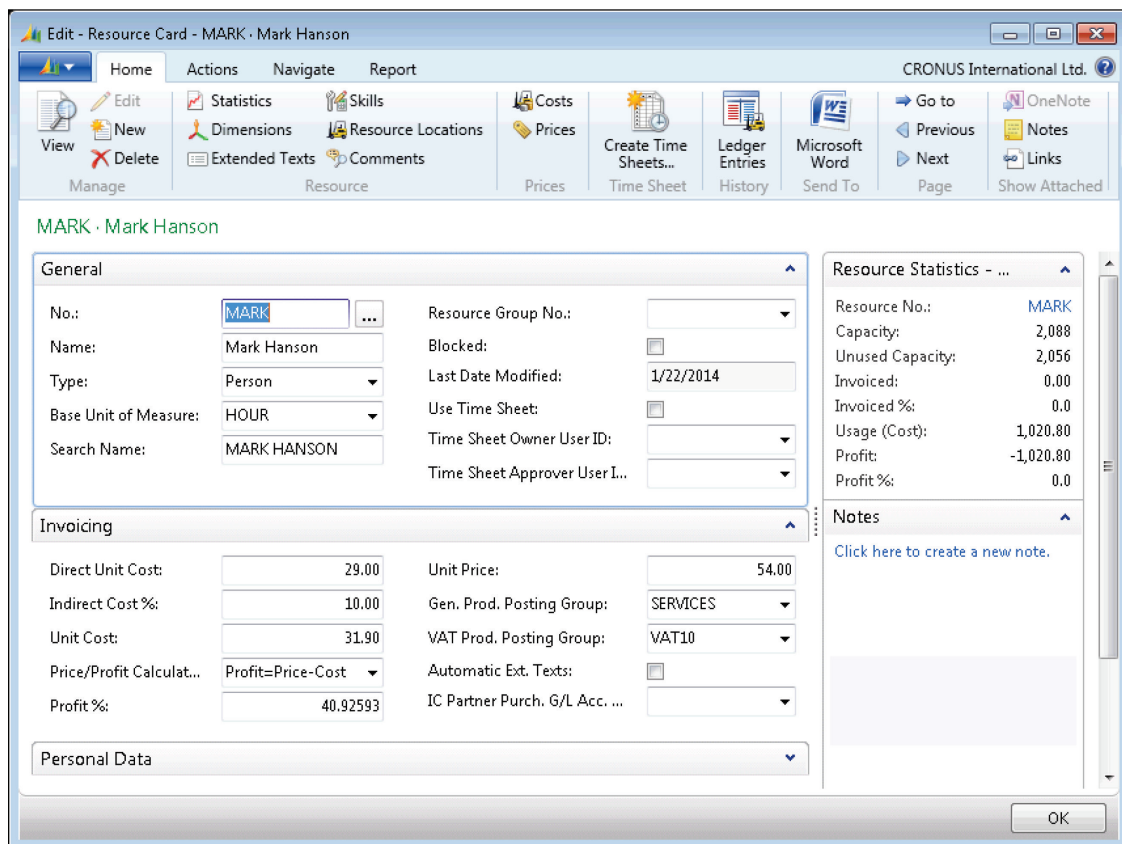 Edit - Resource Card - MARK · Mark Hanson
Home Actions Navigate Report CRONUS International Ltd.
View
Edit
New
Delete
Manage
Statistics
Dimensions
Extended Texts
Skills
Resource Locations
Comments
Resource
Costs
Prices
Prices
Create Time
Sheets...
Time Sheet
Ledger
Entries
History
Microsoft
Word
Send To
Go to
Previous
Next
Page
OneNote
Notes
Links
Show Attached
MARK · Mark Hanson
General
No.: MARK ...
Name: Mark Hanson
Type: Person
Base Unit of Measure: HOUR
Search Name: MARK HANSON
Resource Group No.:
Blocked:
Last Date Modified: 1/22/2014
Use Time Sheet:
Time Sheet Owner User ID:
Time Sheet Approver User I...
Invoicing
Direct Unit Cost: 29.00
Indirect Cost %: 10.00
Unit Cost: 31.90
Price/Profit Calculat... Profit=Price-Cost
Profit %: 40.92593
Unit Price: 54.00
Gen. Prod. Posting Group: SERVICES
VAT Prod. Posting Group: VAT10
Automatic Ext. Texts:
IC Partner Purch. G/L Acc. ...
Personal Data
Resource Statistics - ...
Resource No.: MARK
Capacity: 2,088
Unused Capacity: 2,056
Invoiced: 0.00
Invoiced %: 0.0
Usage (Cost): 1,020.80
Profit: -1,020.80
Profit %: 0.0
Notes
Click here to create a new note.
OK